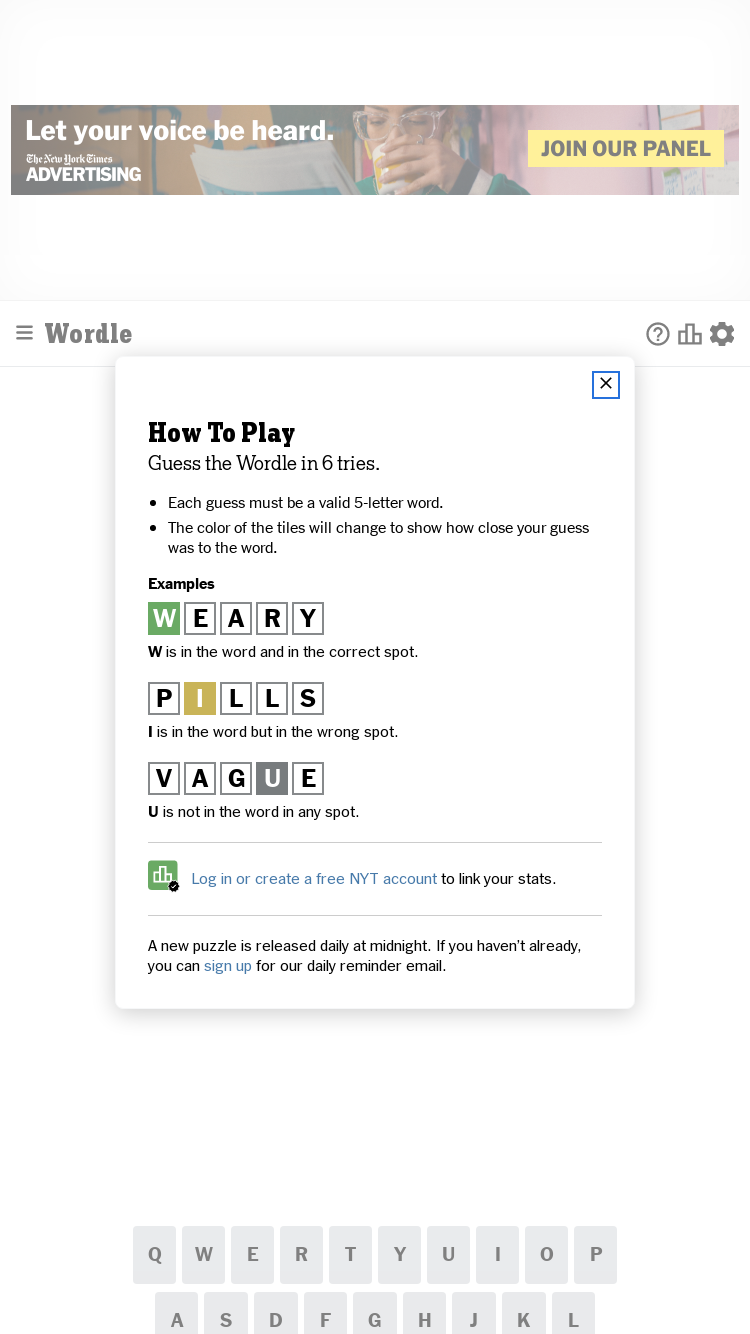 Let your voice be heard.
The New York Times
ADVERTISING
JOIN OUR PANEL
Wordle
How To Play
Guess the Wordle in 6 tries.
Each guess must be a valid 5-letter word.
The color of the tiles will change to show how close your guess
was to the word.
Examples
W E A R Y
W is in the word and in the correct spot.
P I L L S
I is in the word but in the wrong spot.
V A G U E
U is not in the word in any spot.
Log in or create a free NYT account to link your stats.
A new puzzle is released daily at midnight. If you haven’t already,
you can sign up for our daily reminder email.
Q W E R T Y U I O P
A S D F G H J K L